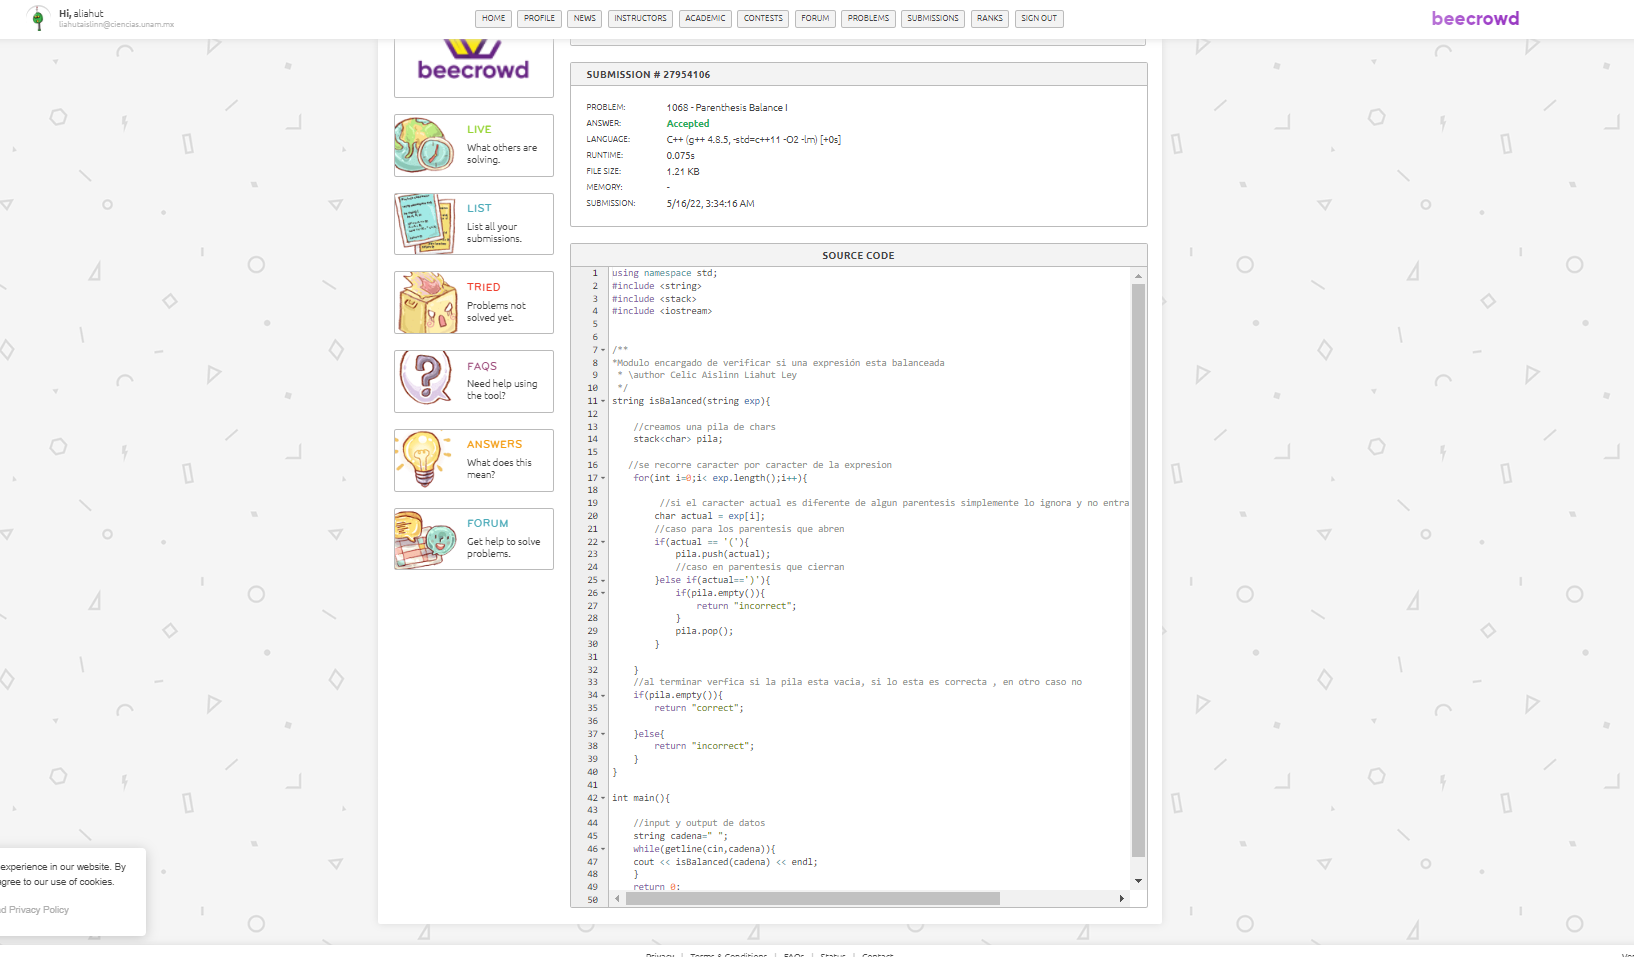 Hi, aliahut
liahutaislinn@ciencias.unam.mx
HOME
PROFILE
NEWS
INSTRUCTORS
ACADEMIC
CONTESTS
FORUM
PROBLEMS
SUBMISSIONS
RANKS
SIGN OUT
beecrowd
beecrowd
LIVE
What others are
solving.
LIST
List all your
submissions.
TRIED
Problems not
solved yet.
FAQS
Need help using
the tool?
ANSWERS
What does this
mean?
FORUM
Get help to solve
problems.
SUBMISSION # 27954106
PROBLEM: 1068 - Parenthesis Balance I
ANSWER: Accepted
LANGUAGE: C++ (g++ 4.8.5, -std=c++11 -O2 -lm) [+0s]
RUNTIME: 0.075s
FILE SIZE: 1.21 KB
MEMORY: -
SUBMISSION: 5/16/22, 3:34:16 AM
SOURCE CODE
1 using namespace std;
2 #include <string>
3 #include <stack>
4 #include <iostream>
5
6
7 /**
8 *Modulo encargado de verificar si una expresión esta balanceada
9 * \author Celic Aislinn Liahut Ley
10 */
11 string isBalanced(string exp){
12
13 //creamos una pila de chars
14 stack<char> pila;
15
16 //se recorre caracter por caracter de la expresion
17 for(int i=0;i< exp.length();i++){
18
19 //si el caracter actual es diferente de algun parentesis simplemente lo ignora y no entra
20 char actual = exp[i];
21 //caso para los parentesis que abren
22 if(actual == '('){
23 pila.push(actual);
24 //caso en parentesis que cierran
25 }else if(actual==')'){
26 if(pila.empty()){
27 return "incorrect";
28 }
29 pila.pop();
30 }
31
32 }
33 //al terminar verfica si la pila esta vacia, si lo esta es correcta , en otro caso no
34 if(pila.empty()){
35 return "correct";
36
37 }else{
38 return "incorrect";
39 }
40 }
41
42 int main(){
43
44 //input y output de datos
45 string cadena=" ";
46 while(getline(cin,cadena)){
47 cout << isBalanced(cadena) << endl;
48 }
49 return 0;
50
experience in our website. By
gree to our use of cookies.
d Privacy Policy
Privacy | Terms & Conditions | FAQs | Status | Contact